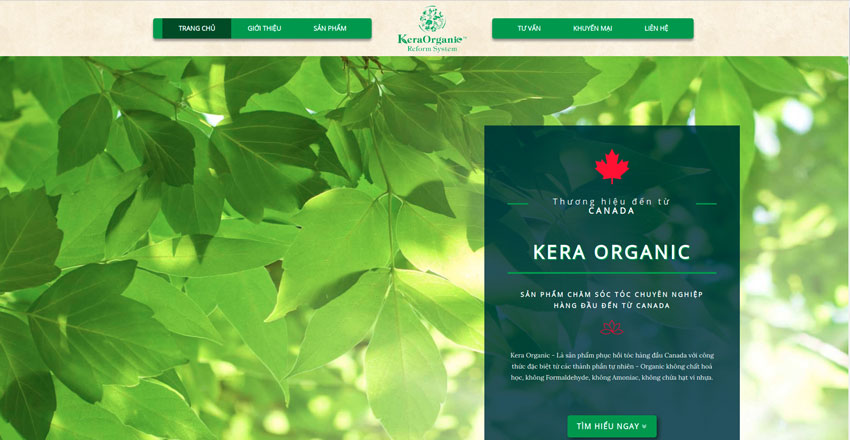 TRANG CHỦ GIỚI THIỆU SẢN PHẨM
KeraOrganic™
Reform System
TƯ VẤN KHUYẾN MẠI LIÊN HỆ
Thương hiệu đến từ
CANADA
KERA ORGANIC
SẢN PHẨM CHĂM SÓC TÓC CHUYÊN NGHIỆP
HÀNG ĐẦU ĐẾN TỪ CANADA
Kera Organic - Là sản phẩm phục hồi tóc hàng đầu Canada với công
thức đặc biệt từ các thành phần tự nhiên - Organic không chất hoá
học, không Formaldehyde, không Amoniac, không chứa hạt vi nhựa.
TÌM HIỂU NGAY